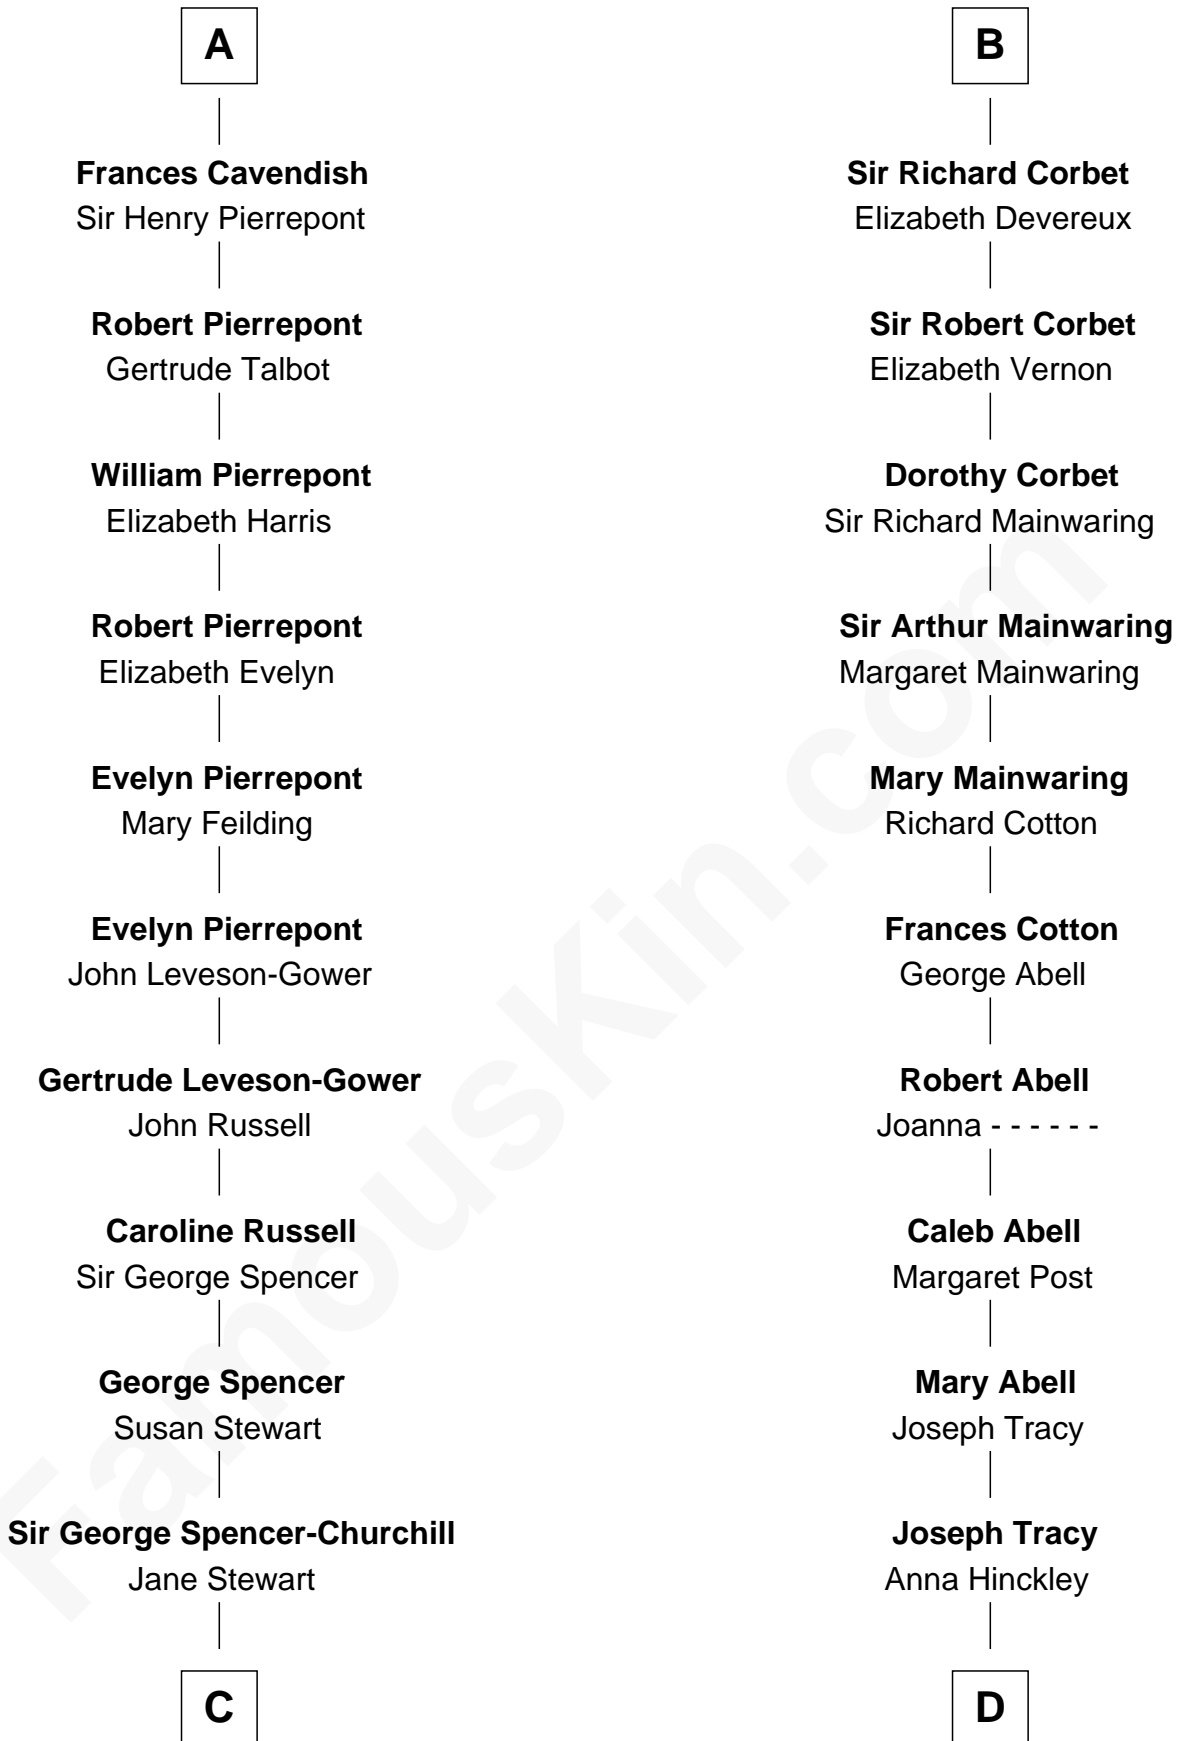 A
Frances Cavendish
Sir Henry Pierrepont
Robert Pierrepont
Gertrude Talbot
William Pierrepont
Elizabeth Harris
Robert Pierrepont
Elizabeth Evelyn
Evelyn Pierrepont
Mary Feilding
Evelyn Pierrepont
John Leveson-Gower
Gertrude Leveson-Gower
John Russell
Caroline Russell
Sir George Spencer
George Spencer
Susan Stewart
Sir George Spencer-Churchill
Jane Stewart
C
B
Sir Richard Corbet
Elizabeth Devereux
Sir Robert Corbet
Elizabeth Vernon
Dorothy Corbet
Sir Richard Mainwaring
Sir Arthur Mainwaring
Margaret Mainwaring
Mary Mainwaring
Richard Cotton
Frances Cotton
George Abell
Robert Abell
Joanna - - - - - -
Caleb Abell
Margaret Post
Mary Abell
Joseph Tracy
Joseph Tracy
Anna Hinckley
D
FamousKin.com